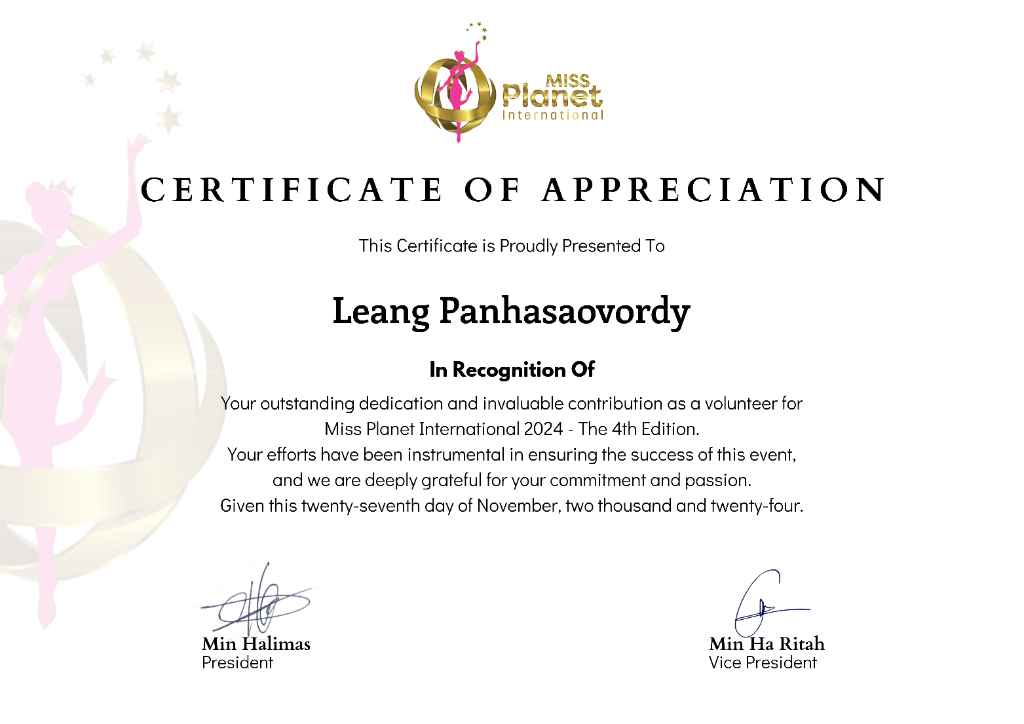 MISS
Planet
International
CERTIFICATE OF APPRECIATION
This Certificate is Proudly Presented To
Leang Panhasaovordy
In Recognition Of
Your outstanding dedication and invaluable contribution as a volunteer for
Miss Planet International 2024 - The 4th Edition.
Your efforts have been instrumental in ensuring the success of this event,
and we are deeply grateful for your commitment and passion.
Given this twenty-seventh day of November, two thousand and twenty-four.
Min Halimas
President
Min Ha Ritah
Vice President